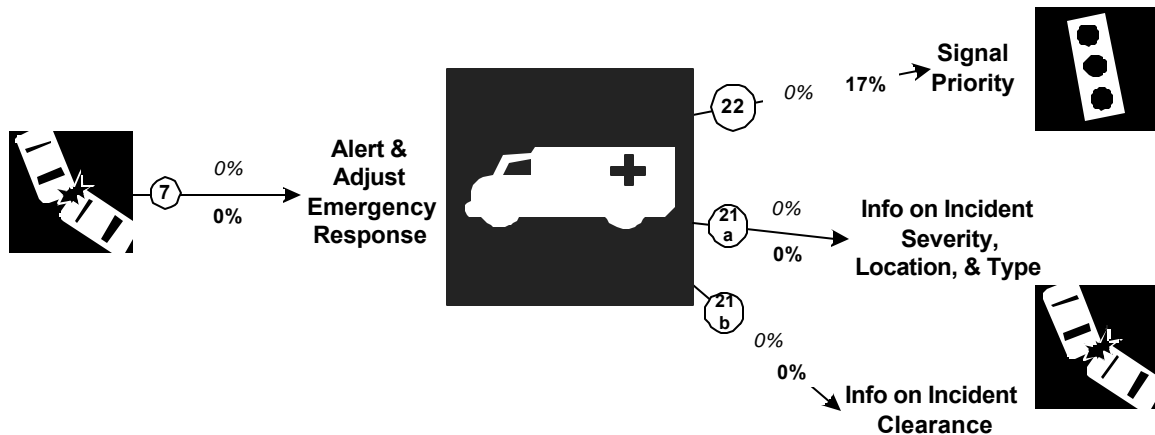 7
0%
0%
Alert &
Adjust
Emergency
Response
22
0%
17%
Signal
Priority
21
a
0%
0%
Info on Incident
Severity,
Location, & Type
21
b
0%
0%
Info on Incident
Clearance